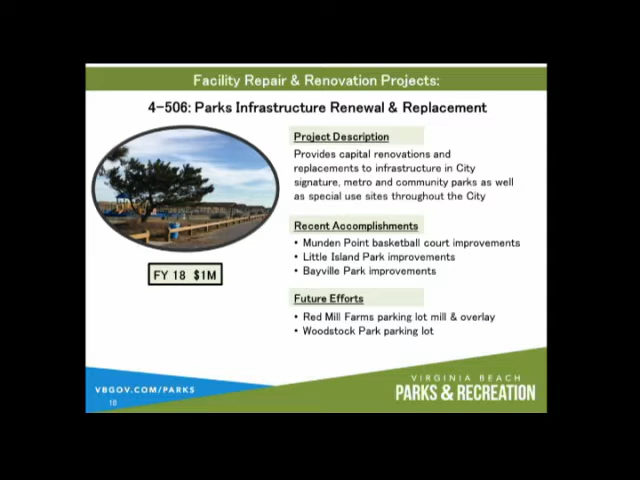 Facility Repair & Renovation Projects:
4-506: Parks Infrastructure Renewal & Replacement
Project Description
Provides capital renovations and
replacements to infrastructure in City
signature, metro and community parks as well
as special use sites throughout the City
Recent Accomplishments
• Munden Point basketball court improvements
• Little Island Park improvements
• Bayville Park improvements
FY 18 $1M
Future Efforts
• Red Mill Farms parking lot mill & overlay
• Woodstock Park parking lot
VBGOV.COM/PARKS
18
VIRGINIA BEACH
PARKS & RECREATION